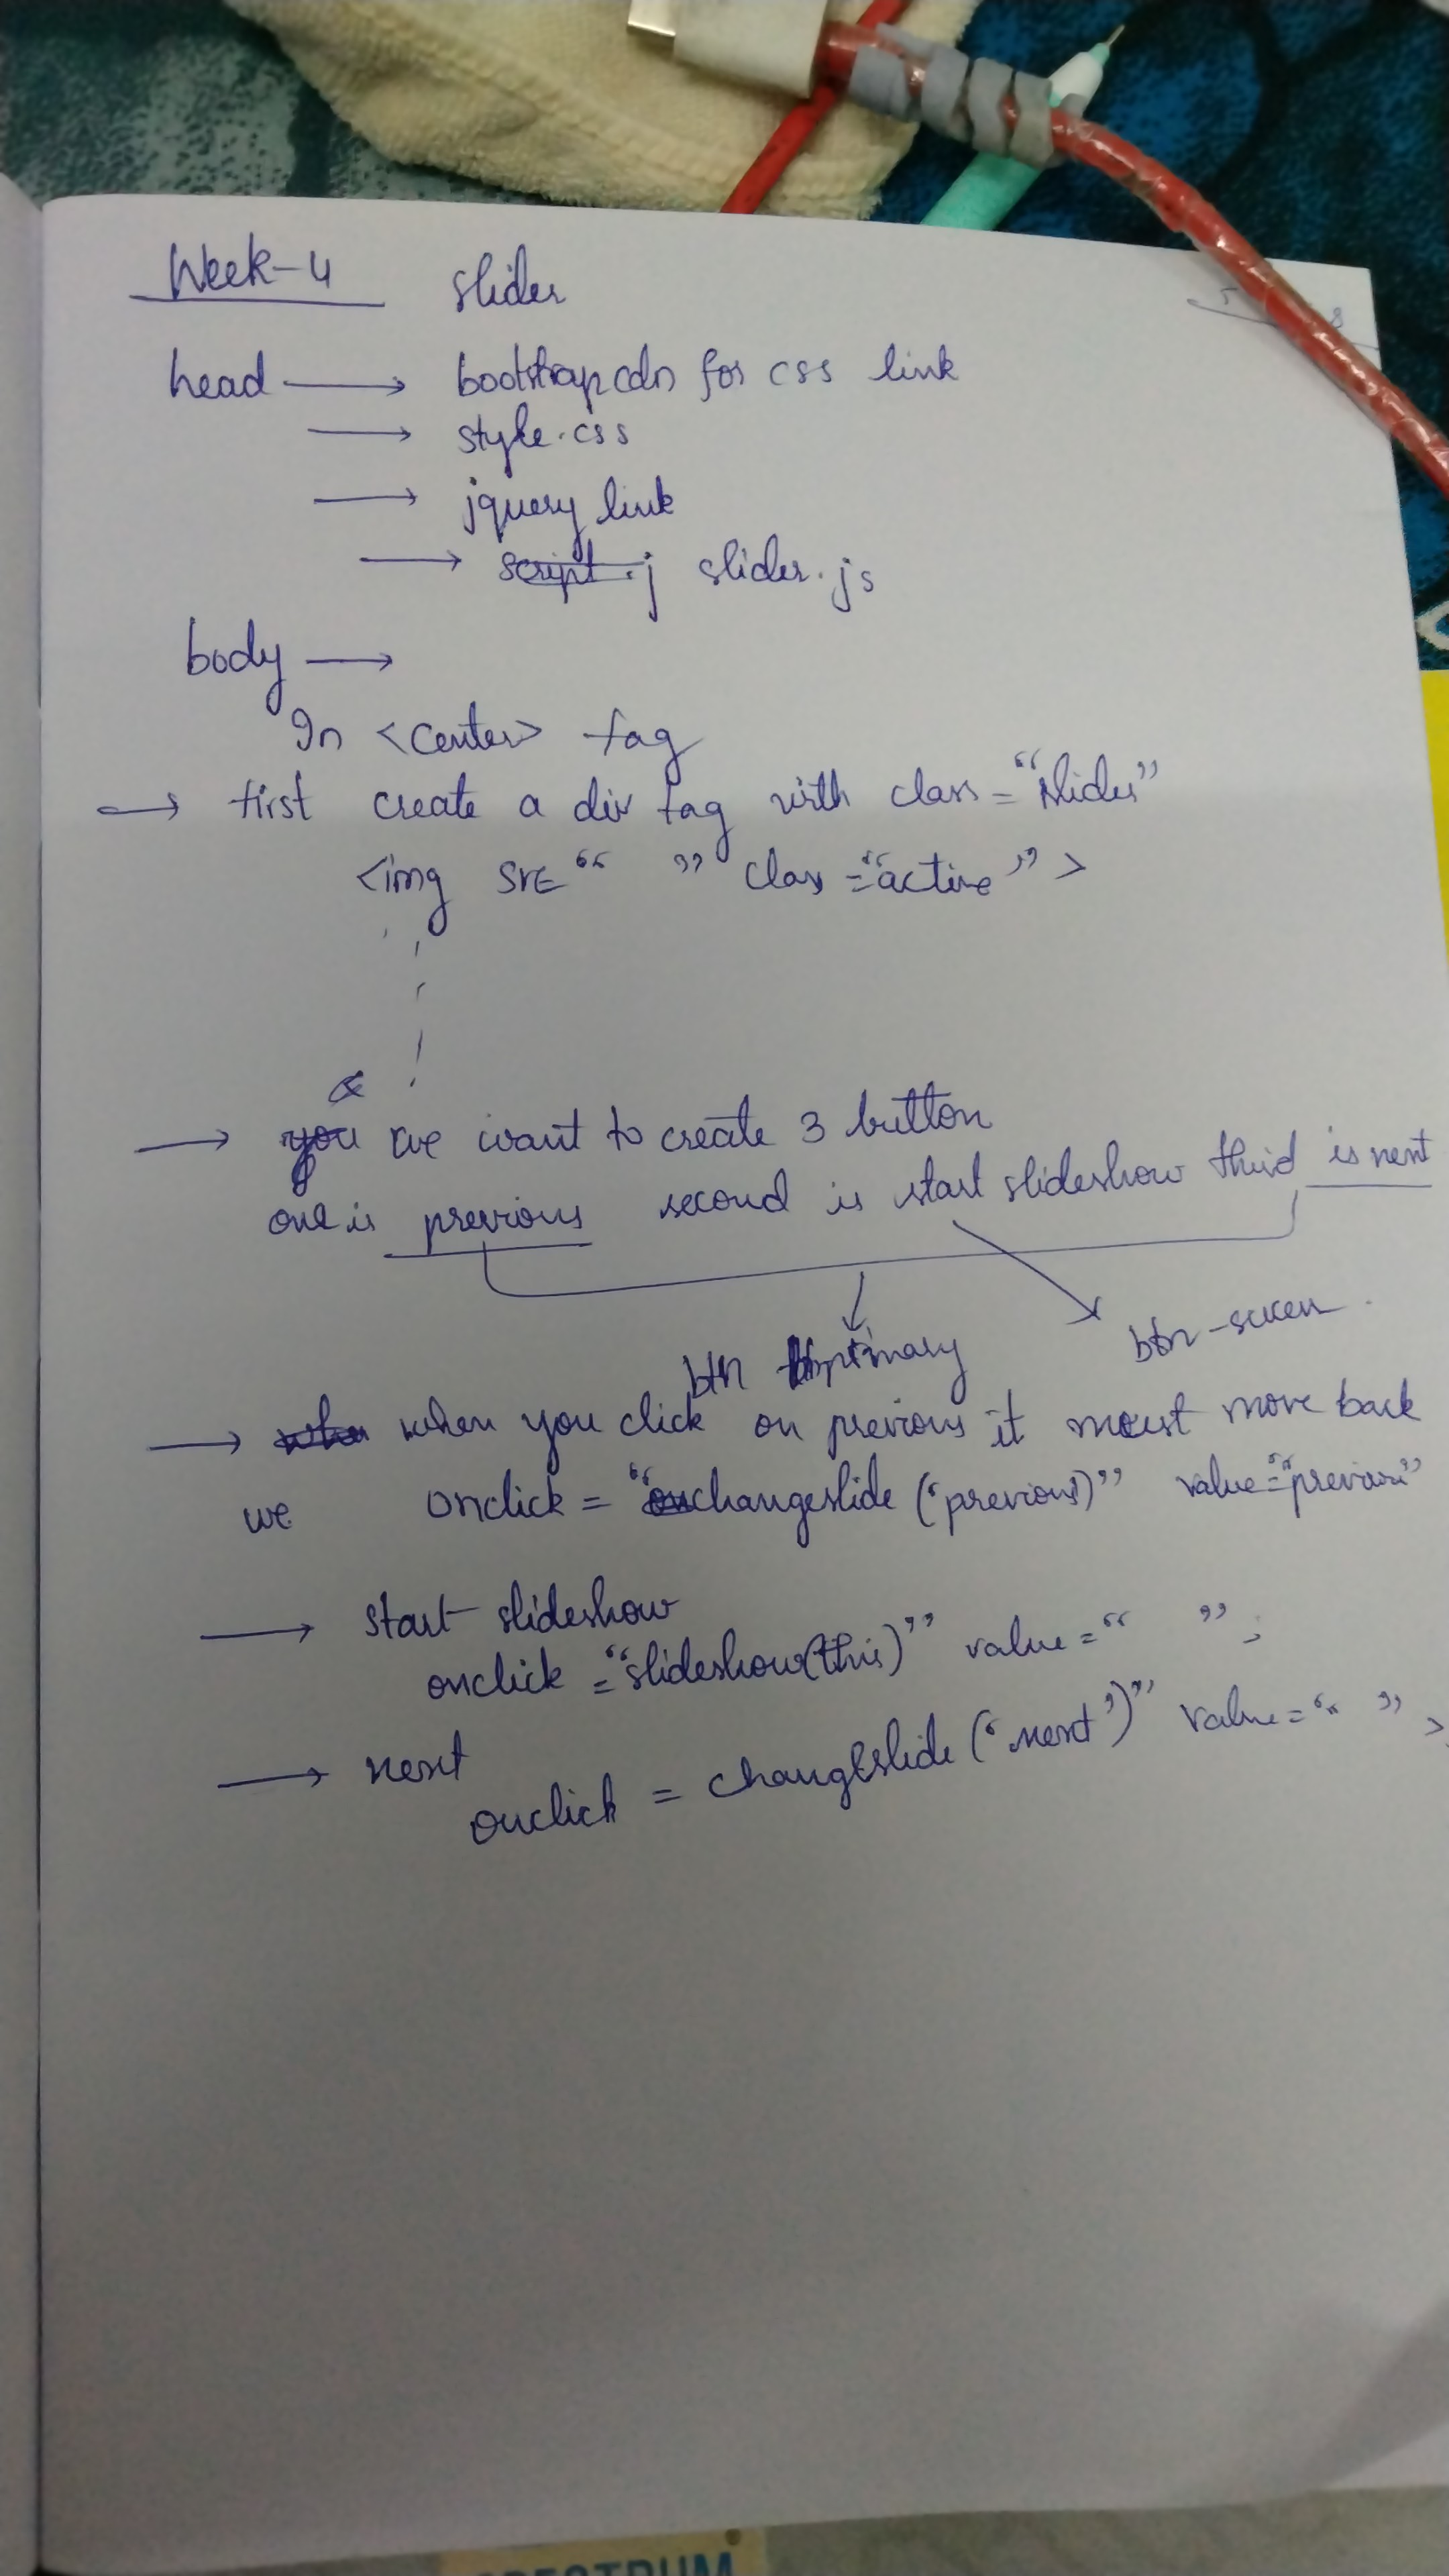 Week-4 slider
head → bootstrap cdn for css link
→ style.css
→ jquery link
→ script.j slider.js
body →
In <center> tag
→ first create a div tag with class = "slider"
<img src= " " class = "active" >
&
→ you we want to create 3 button
one is previous second is start slideshow third is next
btn primary btn-succen
→ when when you click on previous it moust move back
we onclick = "changeslide ('previous')" value = "previous"
→ start slideshow
onclick = "slideshow(this)" value = " " ;
→ next
onclick = changeslide ('next')" value = " " >
SPECTRUM